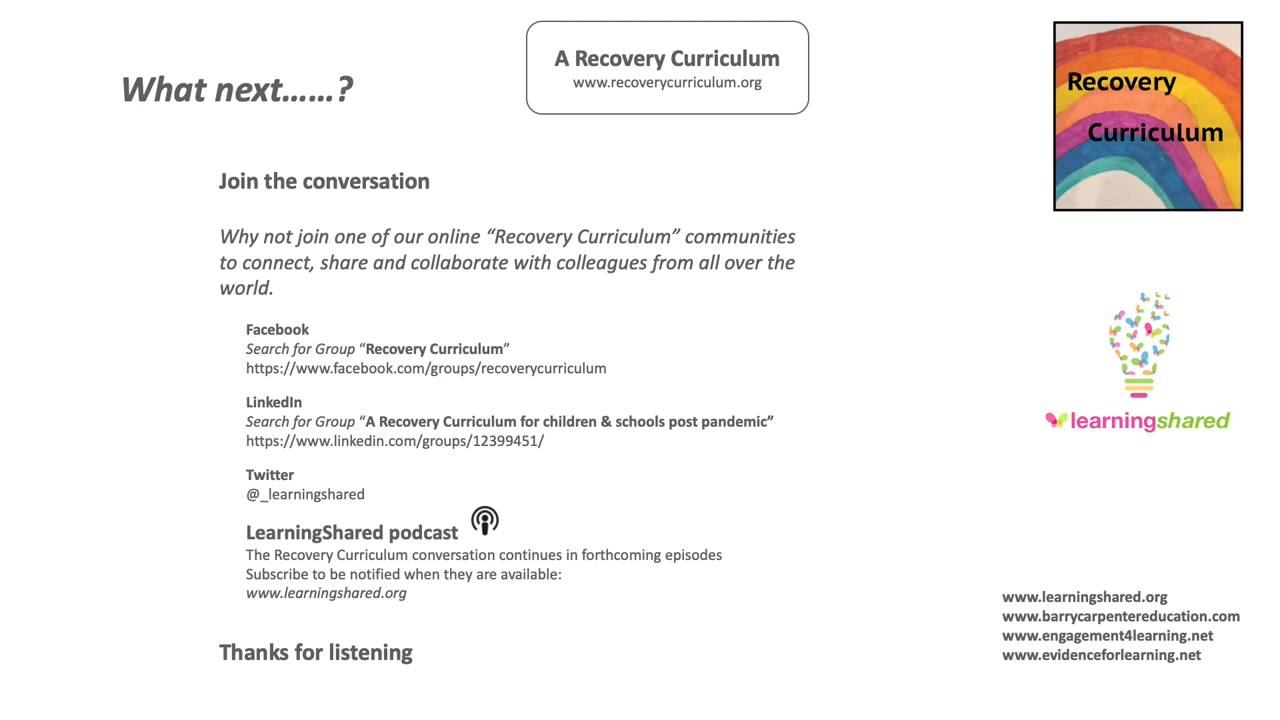 What next……?
A Recovery Curriculum
www.recoverycurriculum.org
Recovery
Curriculum
Join the conversation
Why not join one of our online “Recovery Curriculum” communities
to connect, share and collaborate with colleagues from all over the
world.
Facebook
Search for Group “Recovery Curriculum”
https://www.facebook.com/groups/recoverycurriculum
LinkedIn
Search for Group “A Recovery Curriculum for children & schools post pandemic”
https://www.linkedin.com/groups/12399451/
Twitter
@_learningshared
LearningShared podcast
The Recovery Curriculum conversation continues in forthcoming episodes
Subscribe to be notified when they are available:
www.learningshared.org
Thanks for listening
learningshared
www.learningshared.org
www.barrycarpentereducation.com
www.engagement4learning.net
www.evidenceforlearning.net